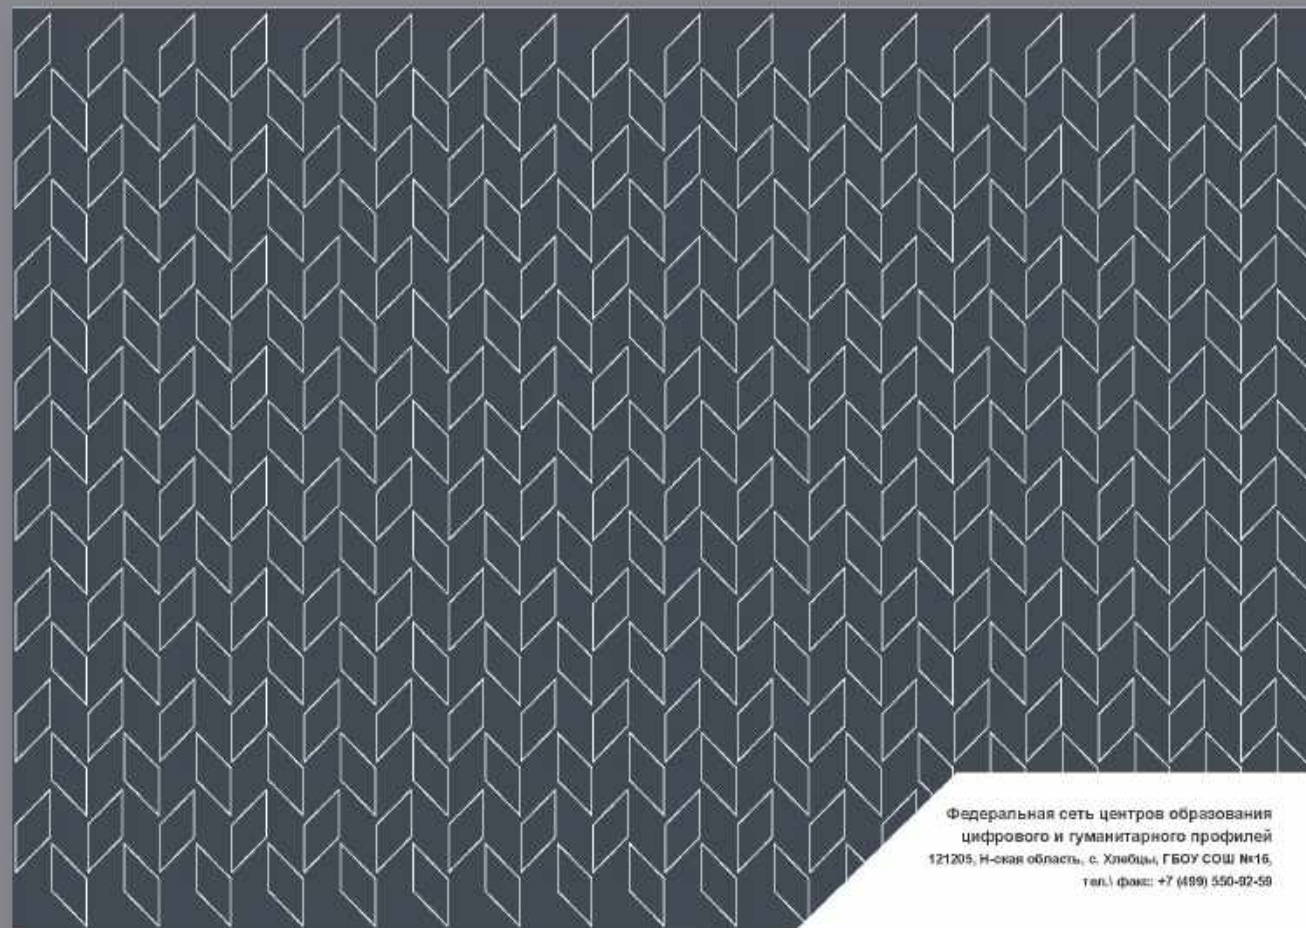 Федеральная сеть центров образования
цифрового и гуманитарного профилей
121205, Н-ская область, с. Хлебцы, ГБОУ СОШ №16,
тел.\ факс: +7 (499) 550-92-59